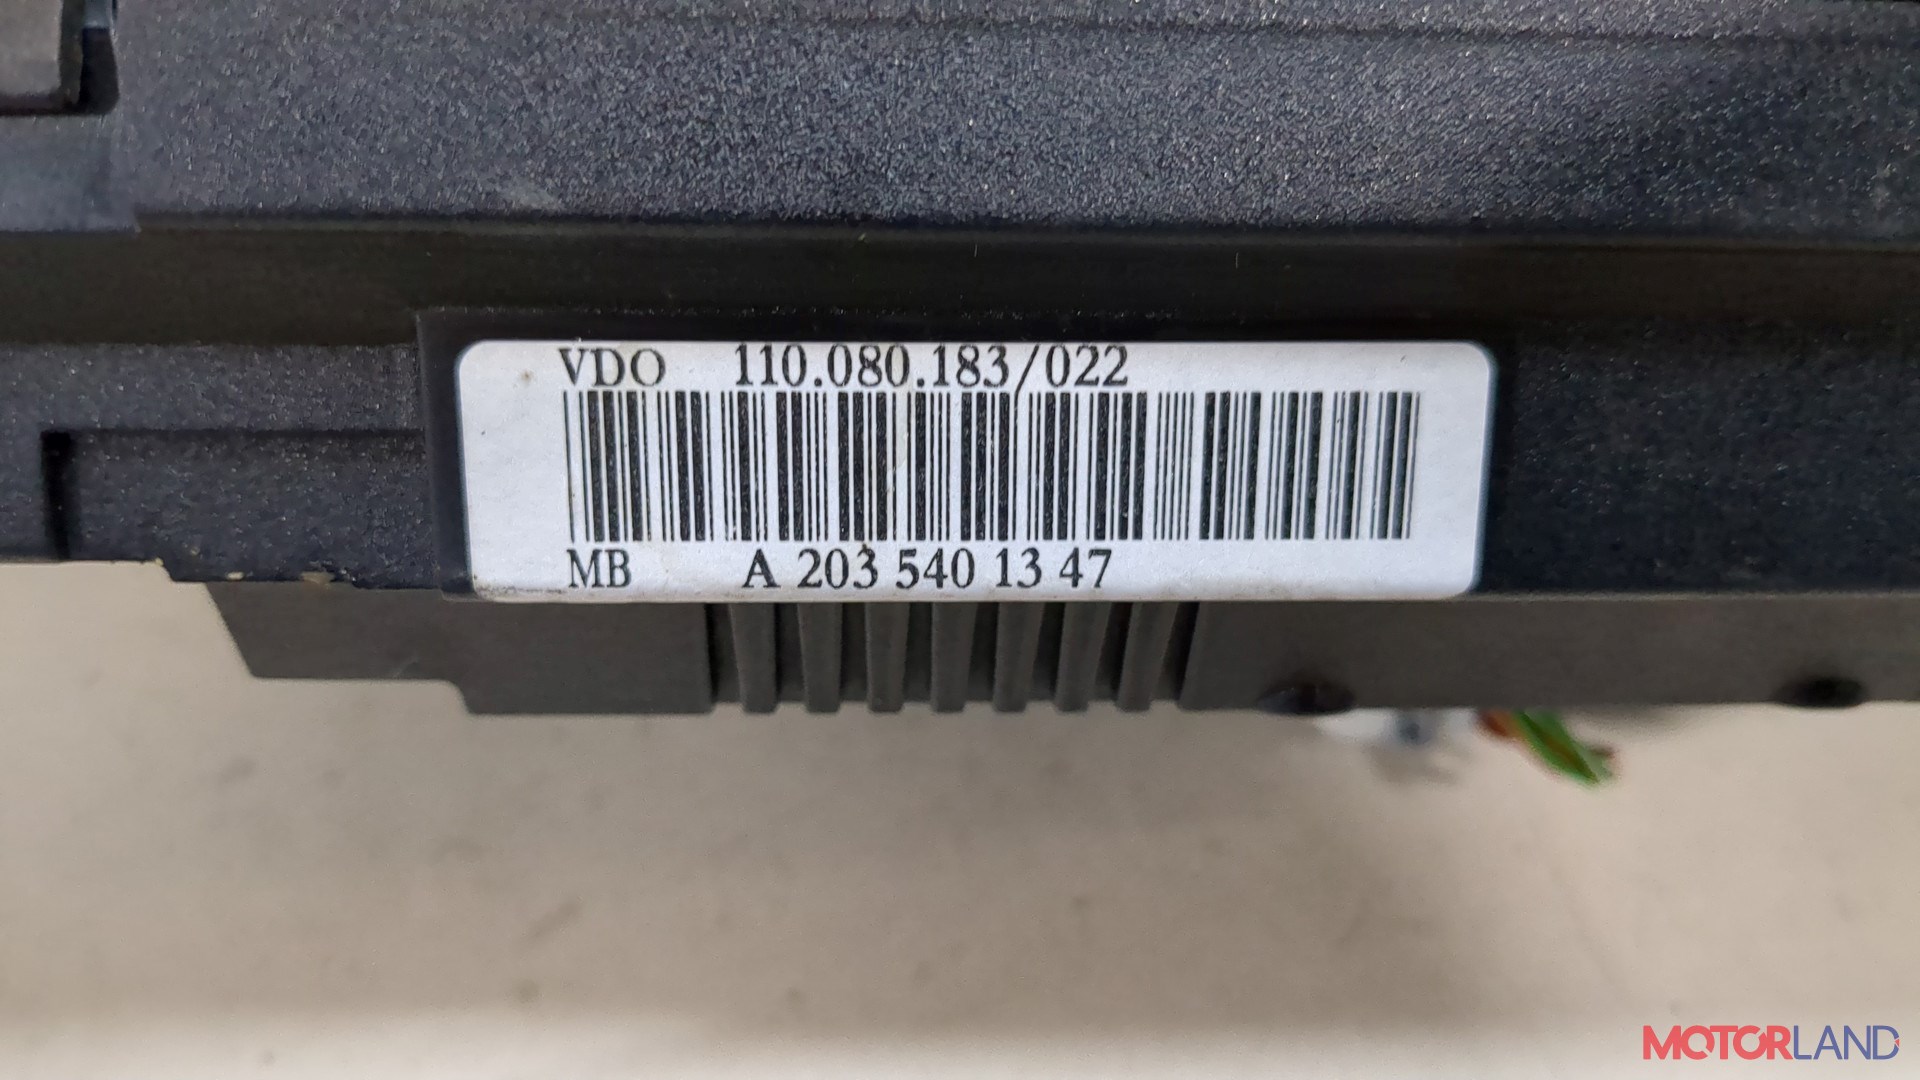 VDO 110.080.183/022
MB A 203 540 13 47
MOTORLAND